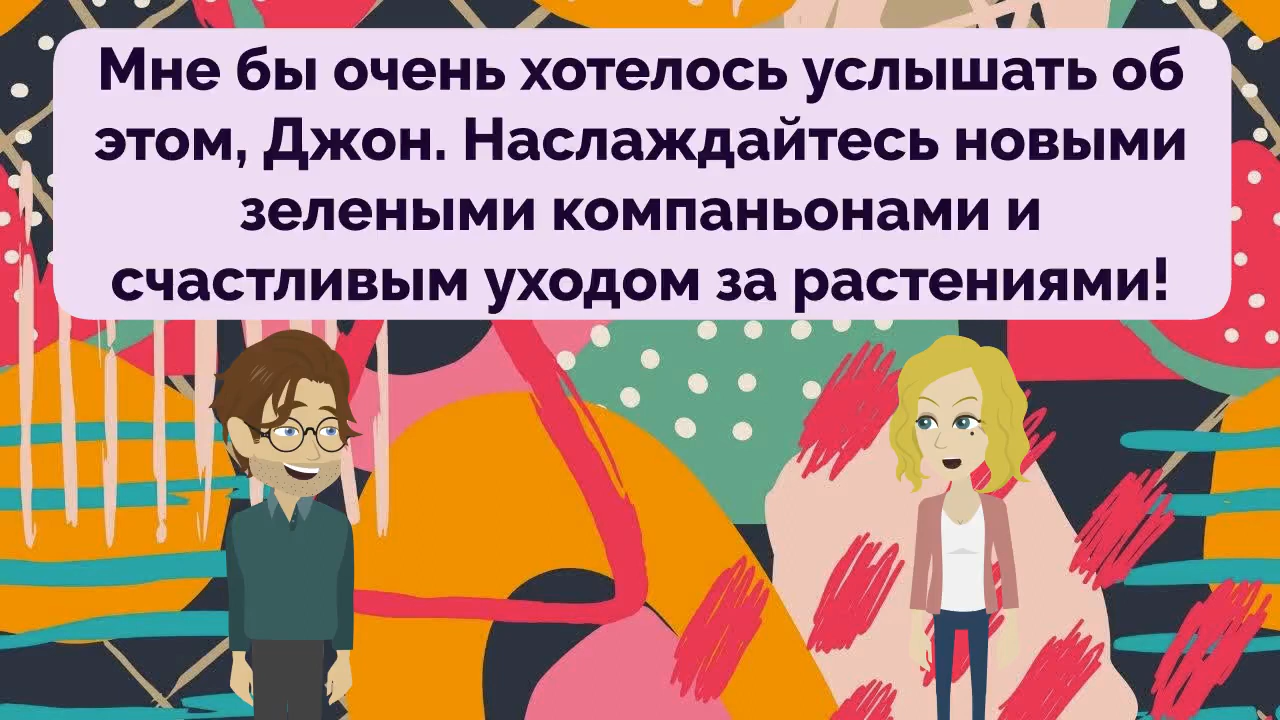 Мне бы очень хотелось услышать об
этом, Джон. Наслаждайтесь новыми
зелеными компаньонами и
счастливым уходом за растениями!